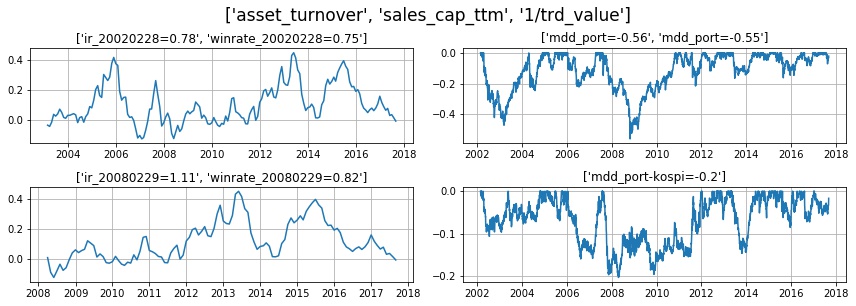 ['asset_turnover', 'sales_cap_ttm', '1/trd_value']
['ir_20020228=0.78', 'winrate_20020228=0.75']
0.4
0.2
0.0
2004 2006 2008 2010 2012 2014 2016 2018
['mdd_port=-0.56', 'mdd_port=-0.55']
0.0
−0.2
−0.4
2002 2004 2006 2008 2010 2012 2014 2016 2018
['ir_20080229=1.11', 'winrate_20080229=0.82']
0.4
0.2
0.0
2008 2009 2010 2011 2012 2013 2014 2015 2016 2017 2018
['mdd_port-kospi=-0.2']
0.0
−0.1
−0.2
2002 2004 2006 2008 2010 2012 2014 2016 2018